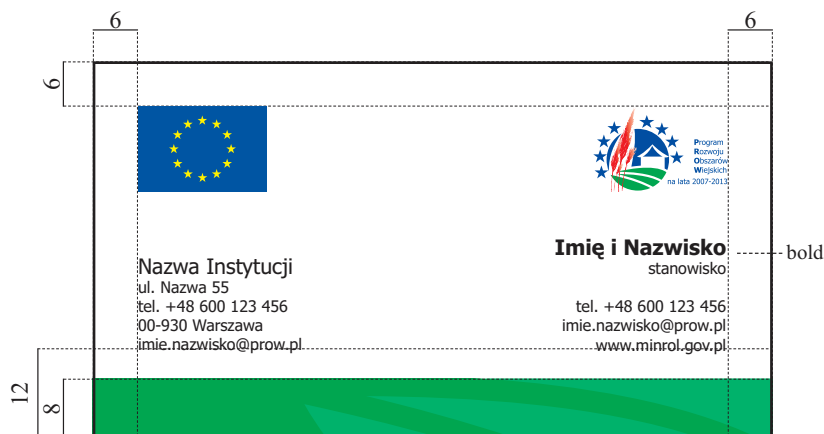 6
6
6
Program
Rozwoju
Obszarów
Wiejskich
na lata 2007-2013
Imię i Nazwisko
bold
stanowisko
Nazwa Instytucji
ul. Nazwa 55
tel. +48 600 123 456
00-930 Warszawa
imie.nazwisko@prow.pl
tel. +48 600 123 456
imie.nazwisko@prow.pl
www.minrol.gov.pl
12
8